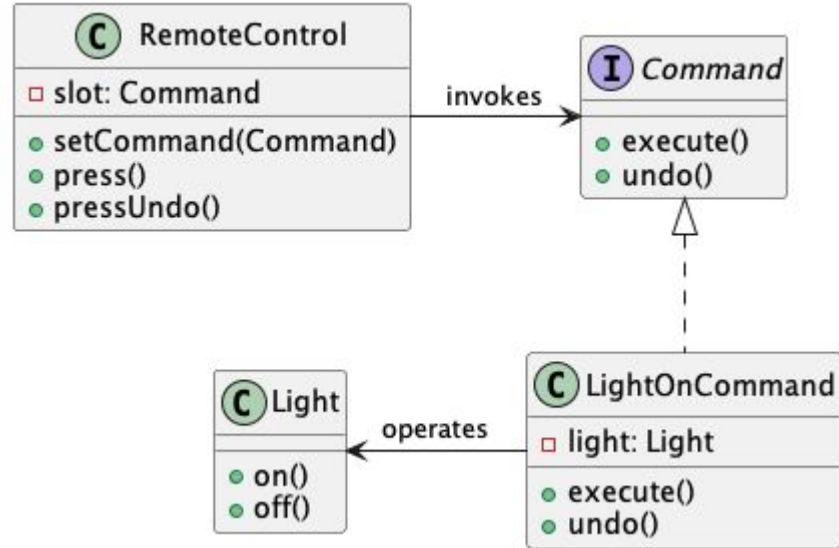 C RemoteControl
slot: Command
setCommand(Command)
press()
pressUndo()
invokes
I Command
execute()
undo()
C Light
on()
off()
operates
C LightOnCommand
light: Light
execute()
undo()